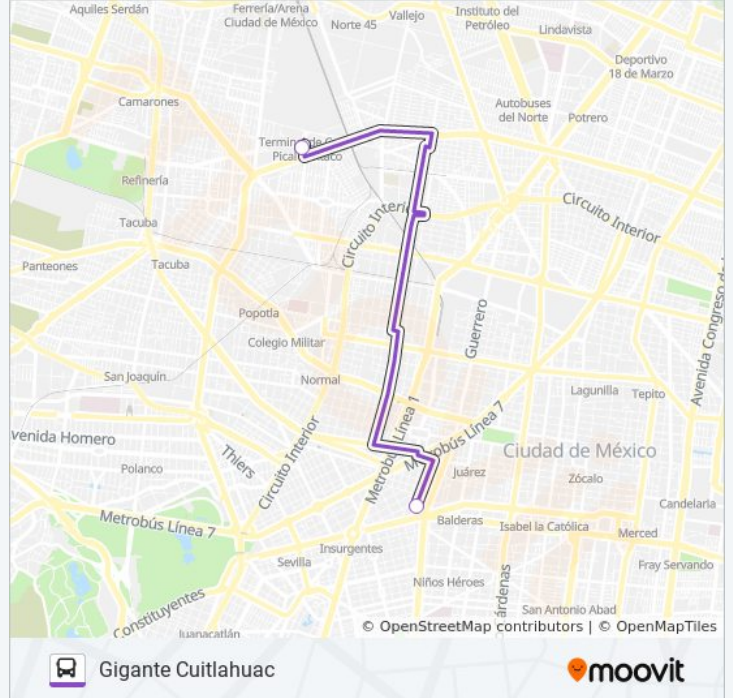 Aquiles Serdán
Ferrería/Arena
Ciudad de México
Norte 45
Vallejo
Instituto del
Petróleo
Lindavista
Deportivo
18 de Marzo
Camarones
Autobuses
del Norte
Potrero
Refinería
Circuito Interior
Circuito Interior
Tacuba
Panteones
Tacuba
Popotla
Guerrero
Colegio Militar
San Joaquín
Normal
Lagunilla
Tepito
Avenida Congreso de
venida Homero
Thiers
Circuito Interior
Metrobús Línea 1
Metrobús Línea 7
Ciudad de México
Polanco
Juárez
Zócalo
Candelaria
Metrobús Línea 7
Balderas
Isabel la Católica
Merced
Insurgentes
Sevilla
Fray Servando
Niños Héroes
árdenas
Constituyentes
San Antonio Abad
Juanacatlán
© OpenStreetMap contributors | © OpenMapTiles
Gigante Cuitlahuac
moovit